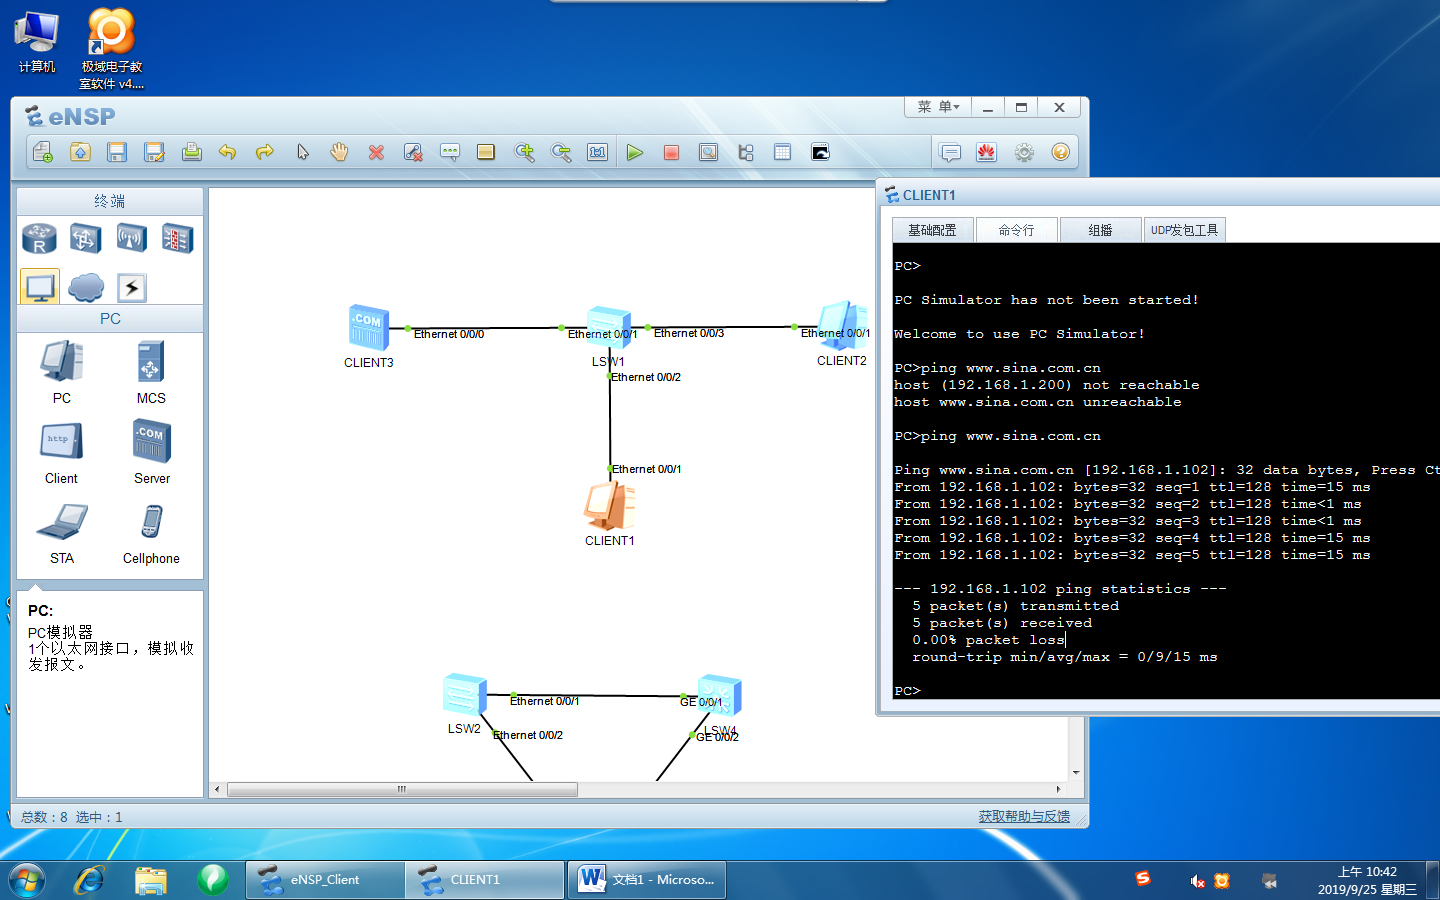 计算机
极域电子教
室软件 v4....
eNSP
菜 单
终端
R
PC
PC
MCS
http
.COM
Client
Server
STA
Cellphone
PC:
PC模拟器
1个以太网接口，模拟收
发报文。
.COM
Ethernet 0/0/0
Ethernet 0/0/1
Ethernet 0/0/3
Ethernet 0/0/1
CLIENT3
LSW1
CLIENT2
Ethernet 0/0/2
Ethernet 0/0/1
CLIENT1
Ethernet 0/0/1
GE 0/0/1
LSW2
LSW4
Ethernet 0/0/2
GE 0/0/2
总数：8 选中：1
获取帮助与反馈
CLIENT1
基础配置
命令行
组播
UDP发包工具
PC>
PC Simulator has not been started!
Welcome to use PC Simulator!
PC>ping www.sina.com.cn
host (192.168.1.200) not reachable
host www.sina.com.cn unreachable
PC>ping www.sina.com.cn
Ping www.sina.com.cn [192.168.1.102]: 32 data bytes, Press Ct
From 192.168.1.102: bytes=32 seq=1 ttl=128 time=15 ms
From 192.168.1.102: bytes=32 seq=2 ttl=128 time<1 ms
From 192.168.1.102: bytes=32 seq=3 ttl=128 time<1 ms
From 192.168.1.102: bytes=32 seq=4 ttl=128 time=15 ms
From 192.168.1.102: bytes=32 seq=5 ttl=128 time=15 ms
--- 192.168.1.102 ping statistics ---
5 packet(s) transmitted
5 packet(s) received
0.00% packet loss
round-trip min/avg/max = 0/9/15 ms
PC>
eNSP_Client
CLIENT1
文档1 - Microso...
上午 10:42
2019/9/25 星期三